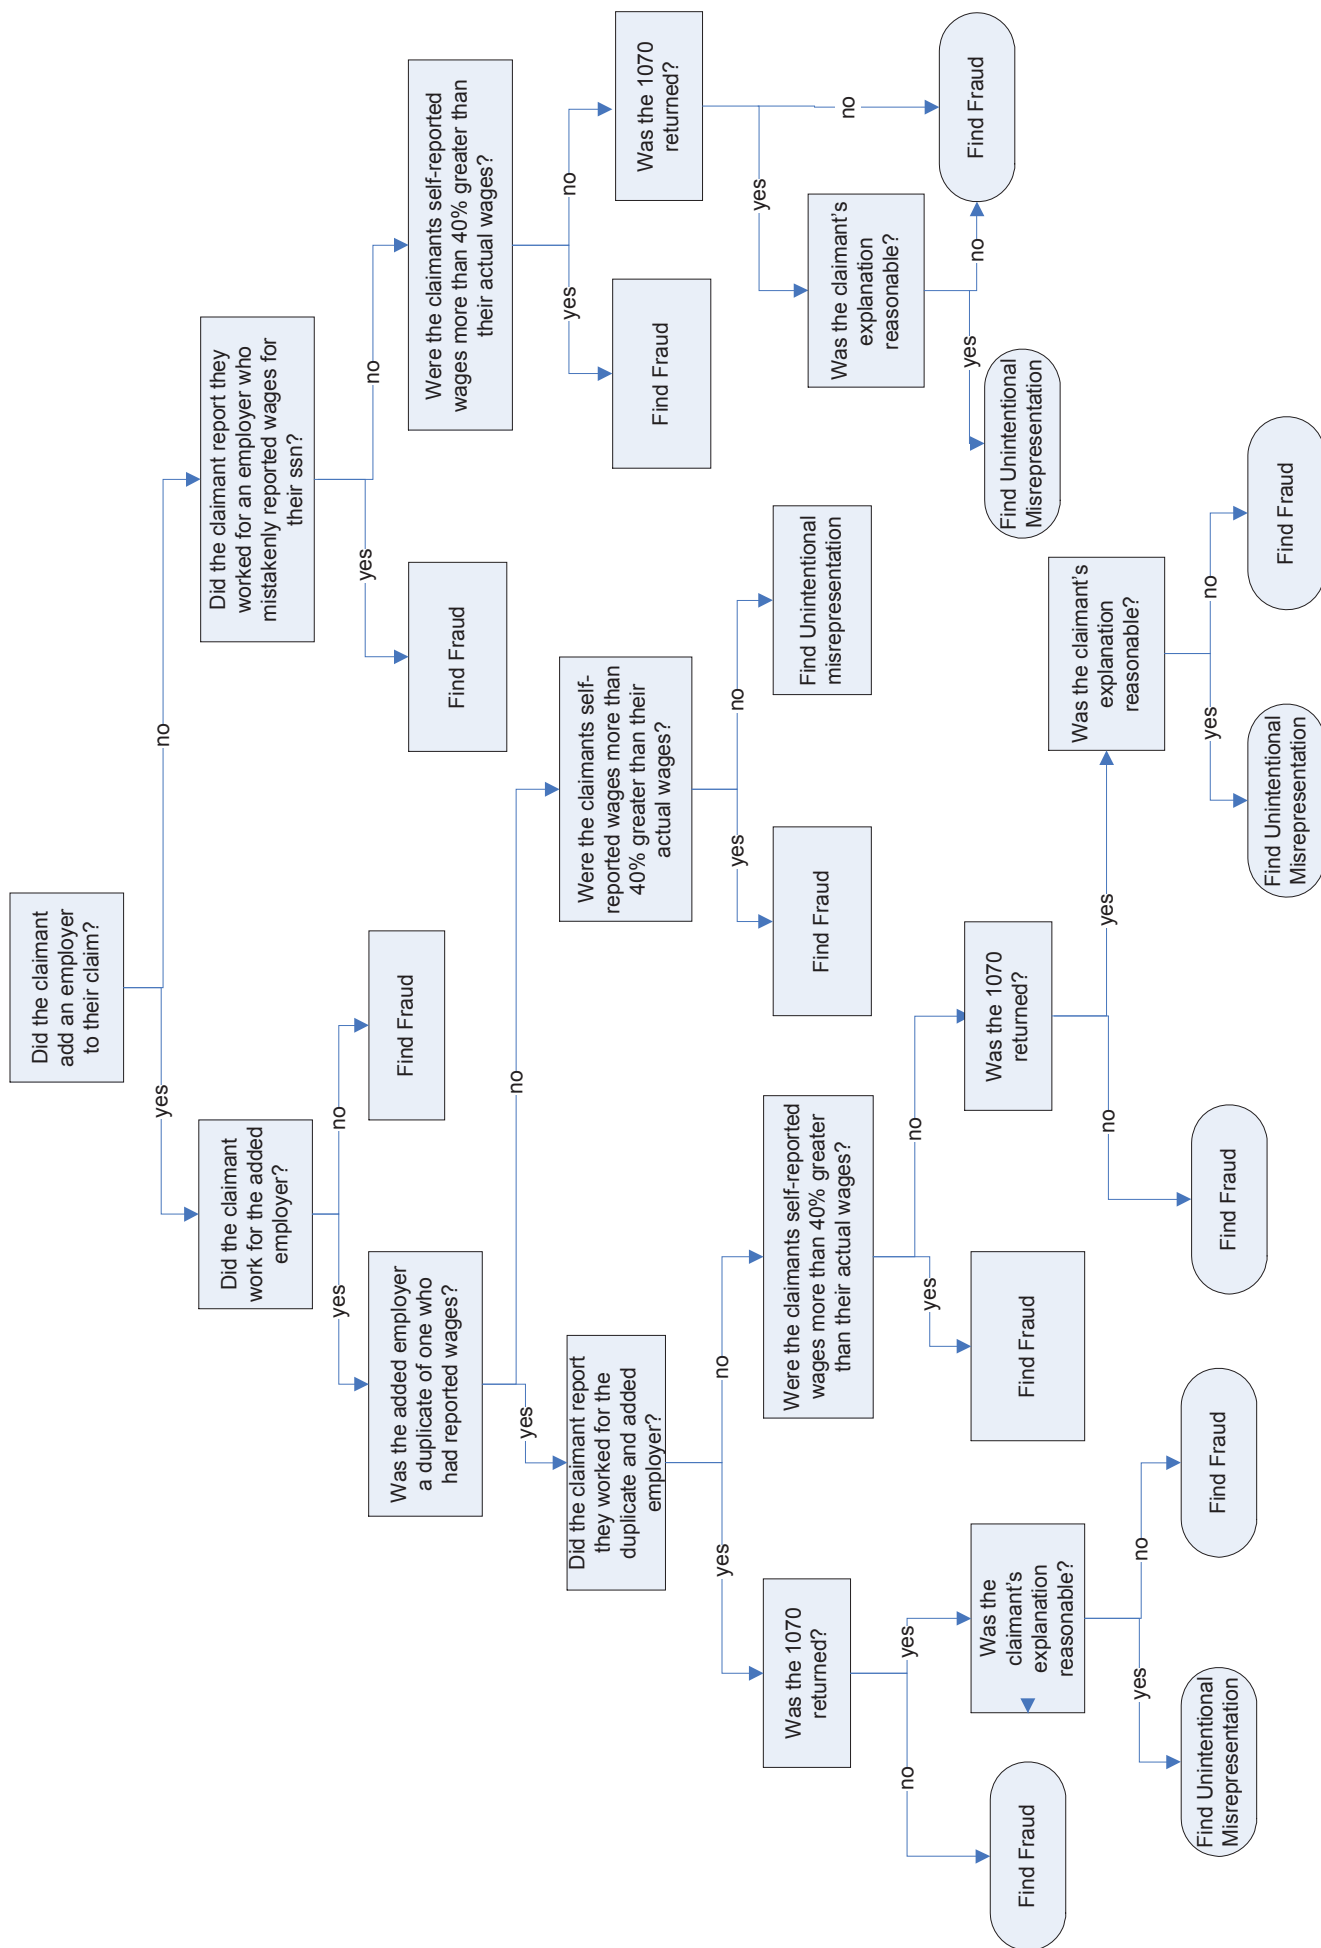 Did the claimant
add an employer
to their claim?
yes
no
Did the claimant
work for the added
employer?
Did the claimant report they
worked for an employer who
mistakenly reported wages for
their ssn?
yes
no
yes
no
Was the added employer
a duplicate of one who
had reported wages?
Find Fraud
Find Fraud
Were the claimants self-reported
wages more than 40% greater than
their actual wages?
yes
no
yes
no
Did the claimant report
they worked for the
duplicate and added
employer?
Were the claimants self-
reported wages more than
40% greater than their
actual wages?
Find Fraud
Was the 1070
returned?
yes
no
yes
no
yes
no
Was the 1070
returned?
Were the claimants self-reported
wages more than 40% greater
than their actual wages?
Find Fraud
Find Unintentional
misrepresentation
Was the claimant's
explanation
reasonable?
no
yes
yes
no
yes
no
Find Fraud
Was the
claimant's
explanation
reasonable?
Find Fraud
Was the 1070
returned?
Find Unintentional
Misrepresentation
Find Fraud
yes
no
no
yes
Was the claimant's
explanation
reasonable?
Find Unintentional
Misrepresentation
Find Fraud
Find Fraud
yes
no
Find Unintentional
Misrepresentation
Find Fraud